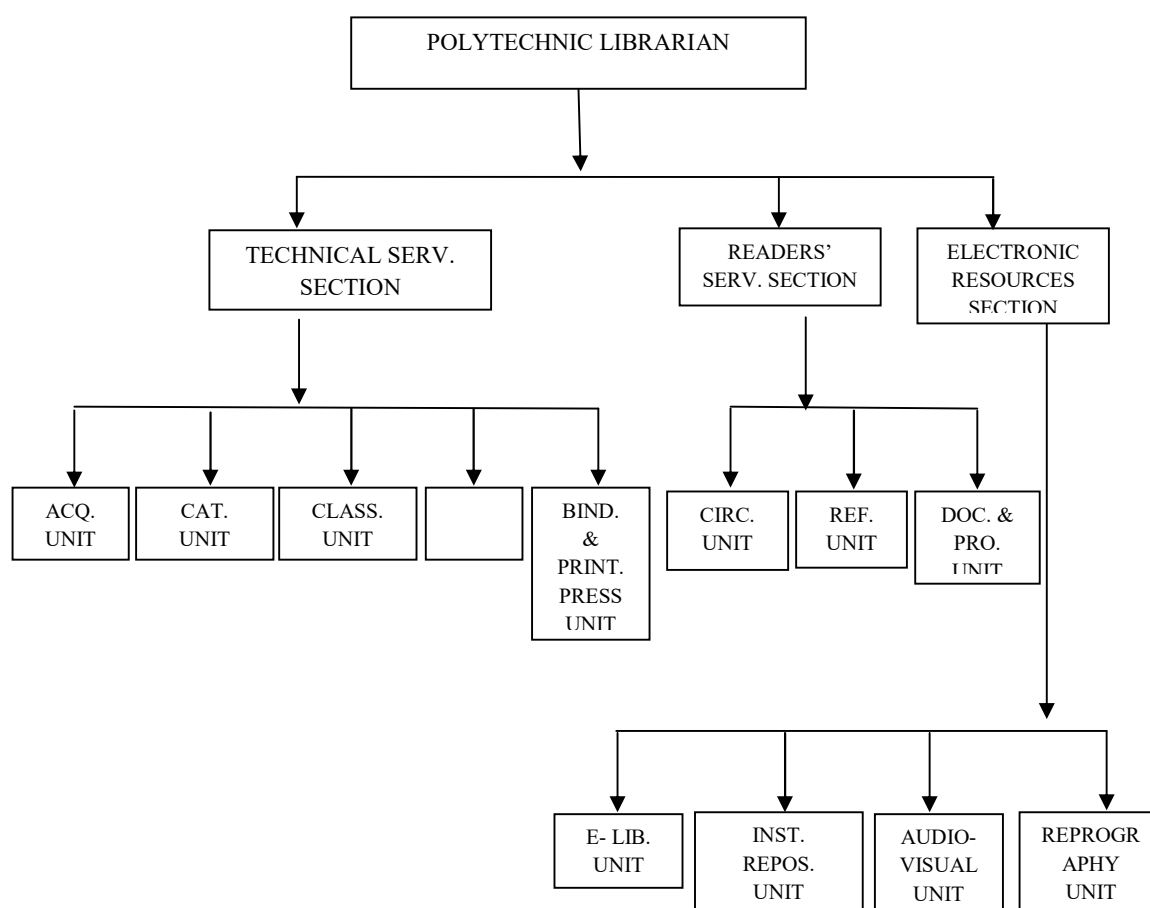 POLYTECHNIC LIBRARIAN
TECHNICAL SERV.
SECTION
READERS’
SERV. SECTION
ELECTRONIC
RESOURCES
SECTION
ACQ.
UNIT
CAT.
UNIT
CLASS.
UNIT
BIND.
&
PRINT.
PRESS
UNIT
CIRC.
UNIT
REF.
UNIT
DOC. &
PRO.
UNIT
E- LIB.
UNIT
INST.
REPOS.
UNIT
AUDIO-
VISUAL
UNIT
REPROGR
APHY
UNIT